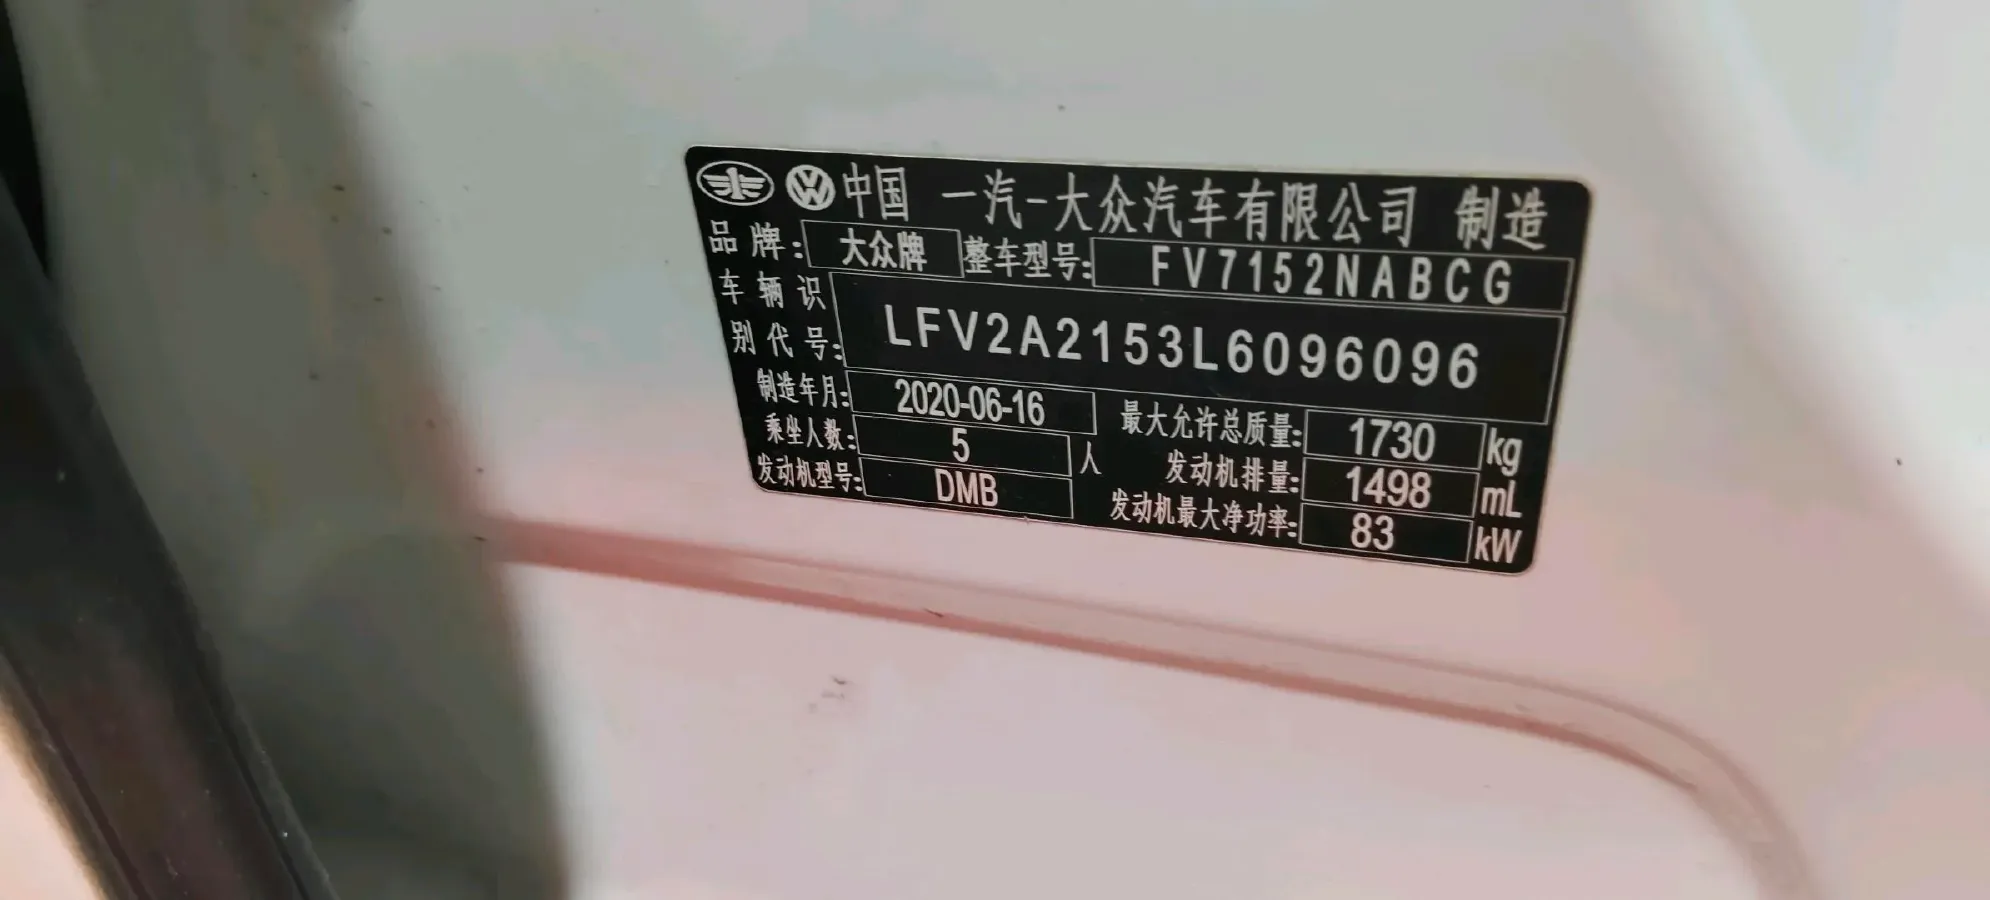 中国 一汽-大众汽车有限公司 制造
品牌: 大众牌 整车型号: FV7152NABCG
车辆识别代号: LFV2A2153L6096096
制造年月: 2020-06-16 最大允许总质量: 1730 kg
乘坐人数: 5 人 发动机排量: 1498 mL
发动机型号: DMB 发动机最大净功率: 83 kW